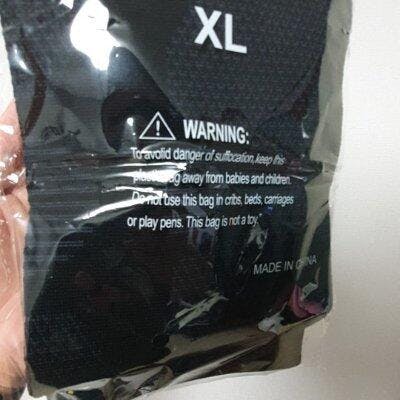 XL
WARNING:
To avolid danger of suffocation, keep this
plastic bag away from babies and children.
Do not use this bag in cribs, beds, carriages
or play pens. This bag is not a toy."
MADE IN CHINA